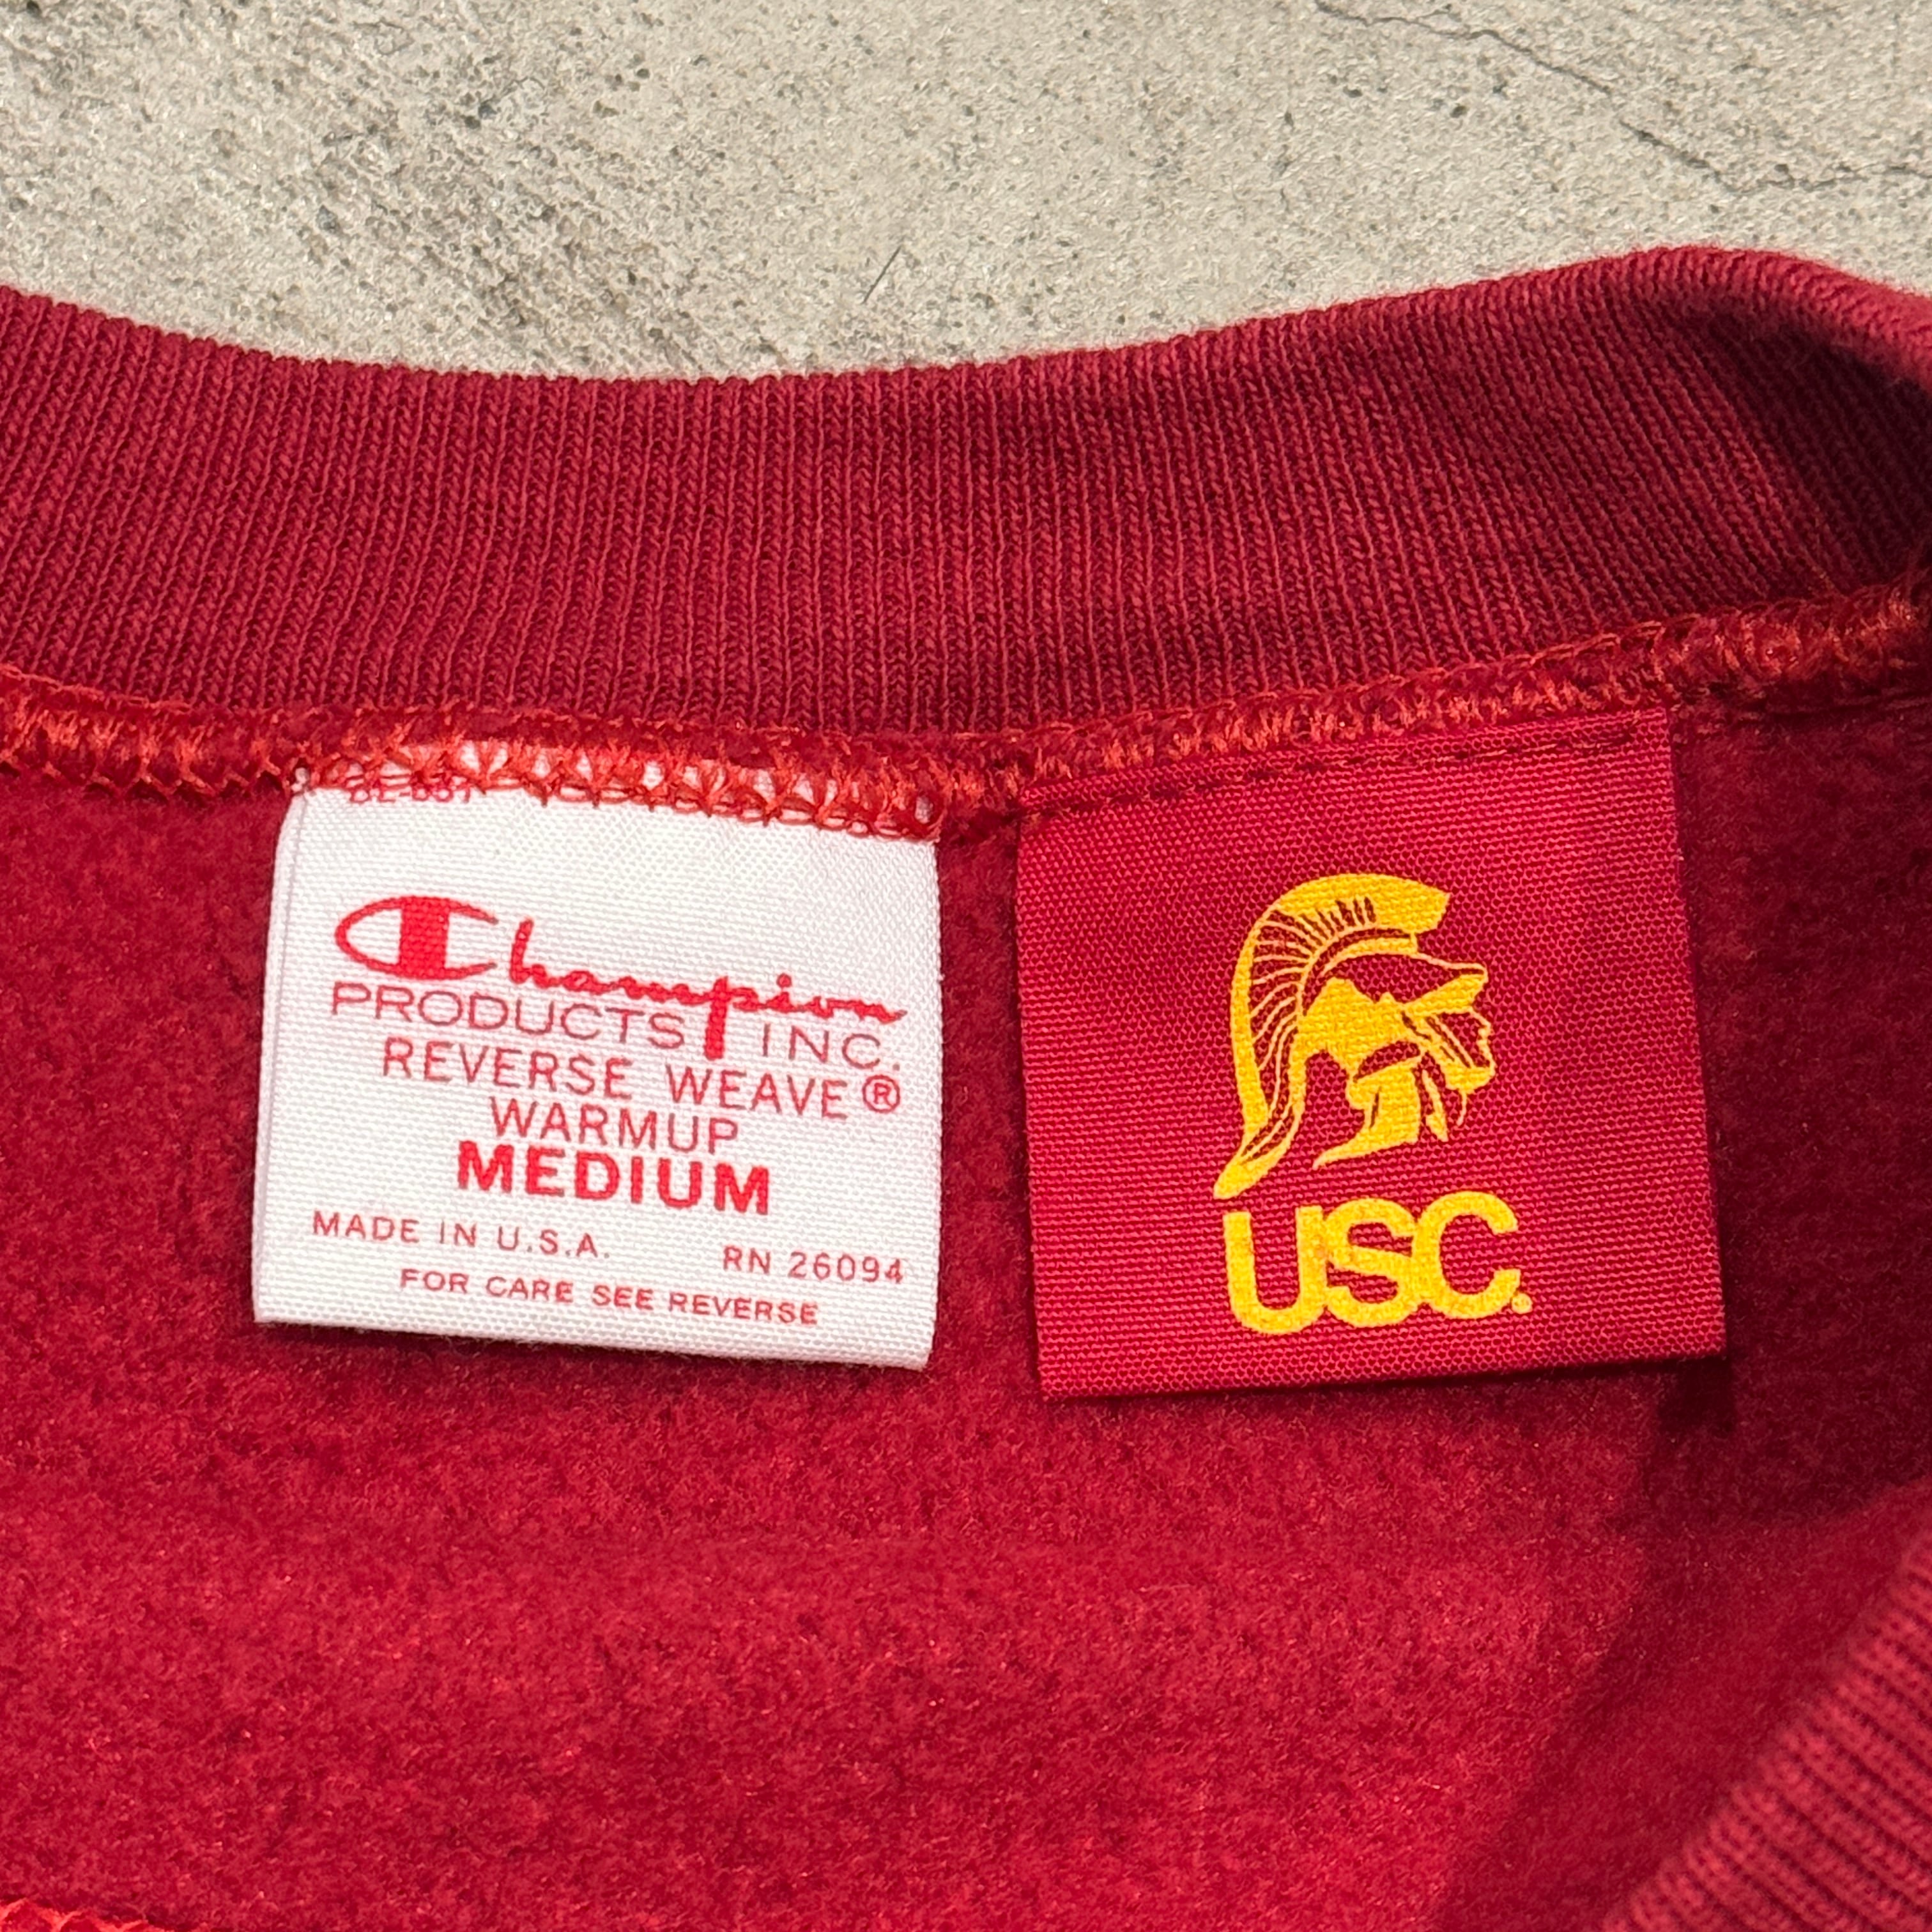 Champion
PRODUCTS INC.
REVERSE WEAVE®
WARMUP
MEDIUM
MADE IN U.S.A.
RN 26094
FOR CARE SEE REVERSE
USC.